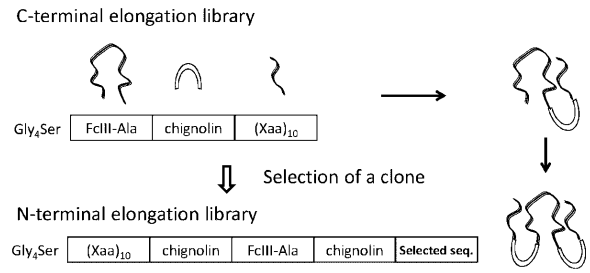 C-terminal elongation library
Gly4Ser FcIII-Ala chignolin (Xaa)10
Selection of a clone
N-terminal elongation library
Gly4Ser (Xaa)10 chignolin FcIII-Ala chignolin Selected seq.